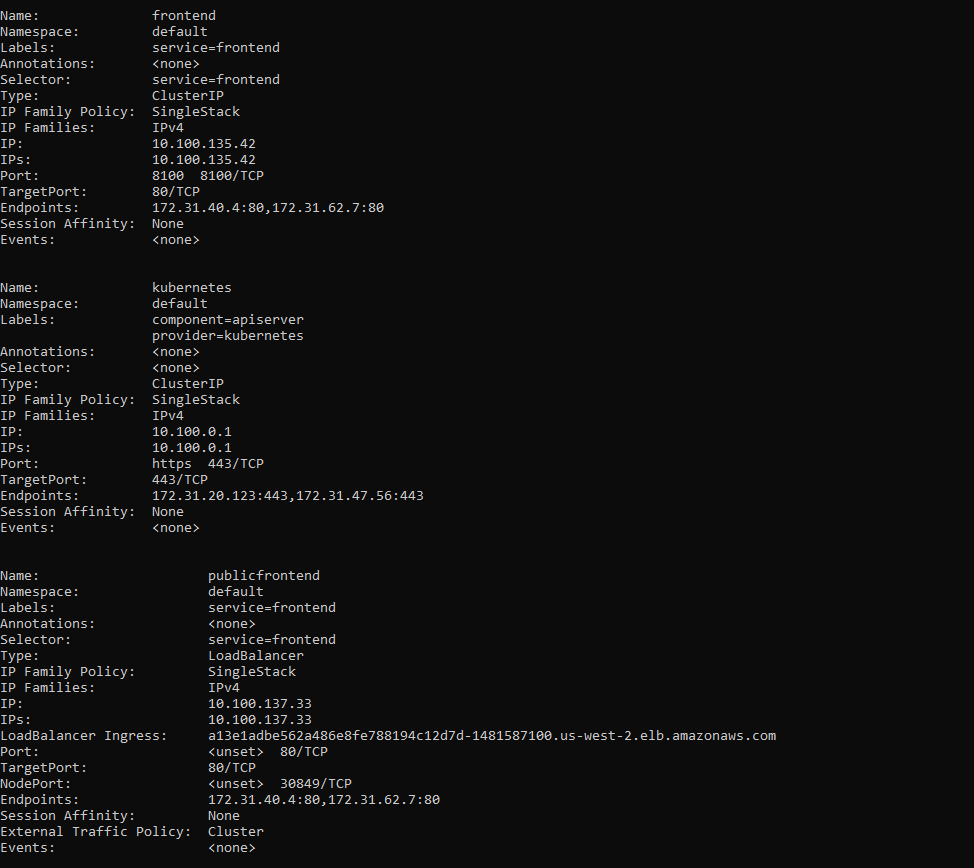 Name:              frontend
Namespace:         default
Labels:            service=frontend
Annotations:       <none>
Selector:          service=frontend
Type:              ClusterIP
IP Family Policy:  SingleStack
IP Families:       IPv4
IP:                10.100.135.42
IPs:               10.100.135.42
Port:              8100  8100/TCP
TargetPort:        80/TCP
Endpoints:         172.31.40.4:80,172.31.62.7:80
Session Affinity:  None
Events:            <none>
Name:              kubernetes
Namespace:         default
Labels:            component=apiserver
                   provider=kubernetes
Annotations:       <none>
Selector:          <none>
Type:              ClusterIP
IP Family Policy:  SingleStack
IP Families:       IPv4
IP:                10.100.0.1
IPs:               10.100.0.1
Port:              https  443/TCP
TargetPort:        443/TCP
Endpoints:         172.31.20.123:443,172.31.47.56:443
Session Affinity:  None
Events:            <none>
Name:                     publicfrontend
Namespace:                default
Labels:                   service=frontend
Annotations:              <none>
Selector:                 service=frontend
Type:                     LoadBalancer
IP Family Policy:         SingleStack
IP Families:              IPv4
IP:                       10.100.137.33
IPs:                      10.100.137.33
LoadBalancer Ingress:     a13e1adbe562a486e8fe788194c12d7d-1481587100.us-west-2.elb.amazonaws.com
Port:                     <unset>  80/TCP
TargetPort:               80/TCP
NodePort:                 <unset>  30849/TCP
Endpoints:                172.31.40.4:80,172.31.62.7:80
Session Affinity:         None
External Traffic Policy:  Cluster
Events:                   <none>